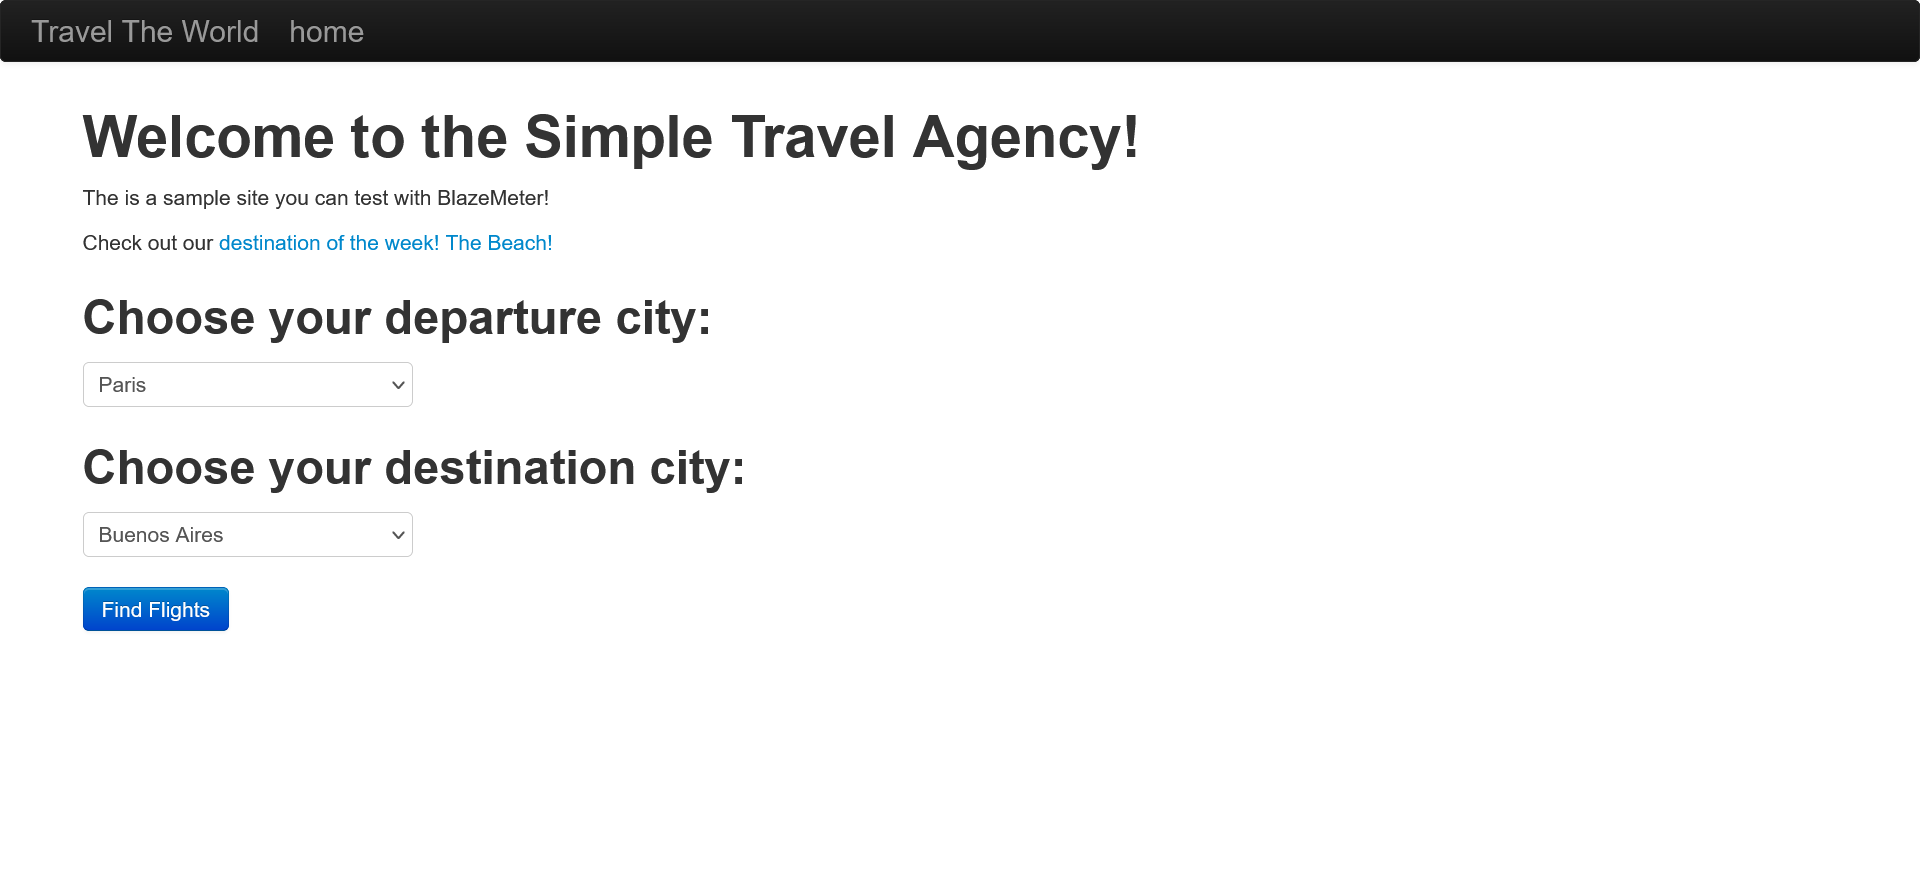 Travel The World home
Welcome to the Simple Travel Agency!
The is a sample site you can test with BlazeMeter!
Check out our destination of the week! The Beach!
Choose your departure city:
Paris
Choose your destination city:
Buenos Aires
Find Flights